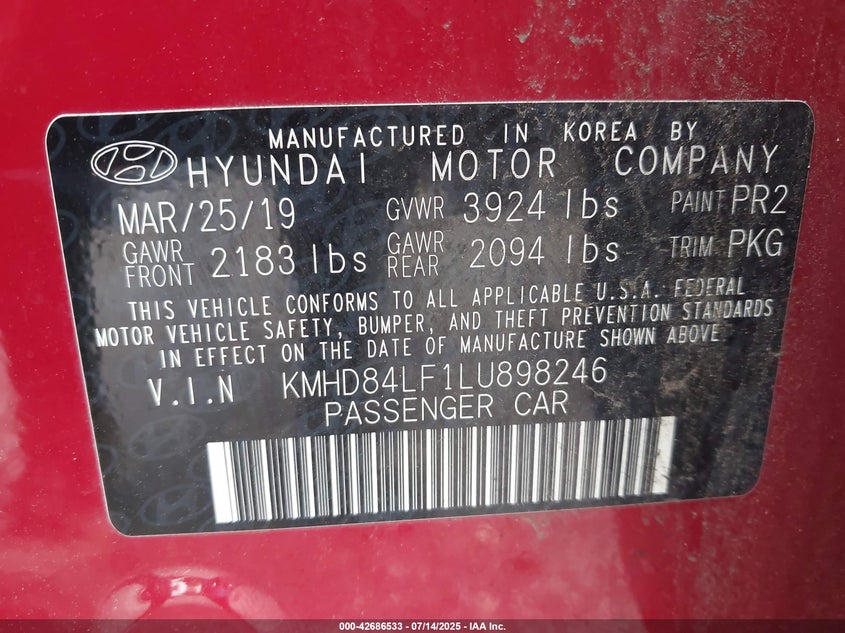 MANUFACTURED IN KOREA BY
HYUNDAI MOTOR COMPANY
MAR/25/19 GVWR 3924 lbs PAINT PR2
GAWR FRONT 2183 lbs GAWR REAR 2094 lbs TRIM PKG
THIS VEHICLE CONFORMS TO ALL APPLICABLE U.S.A. FEDERAL
MOTOR VEHICLE SAFETY, BUMPER, AND THEFT PREVENTION STANDARDS
IN EFFECT ON THE DATE OF MANUFACTURE SHOWN ABOVE
V.I.N KMHD84LF1LU898246
PASSENGER CAR
000-42686533 - 07/14/2025 - IAA Inc.